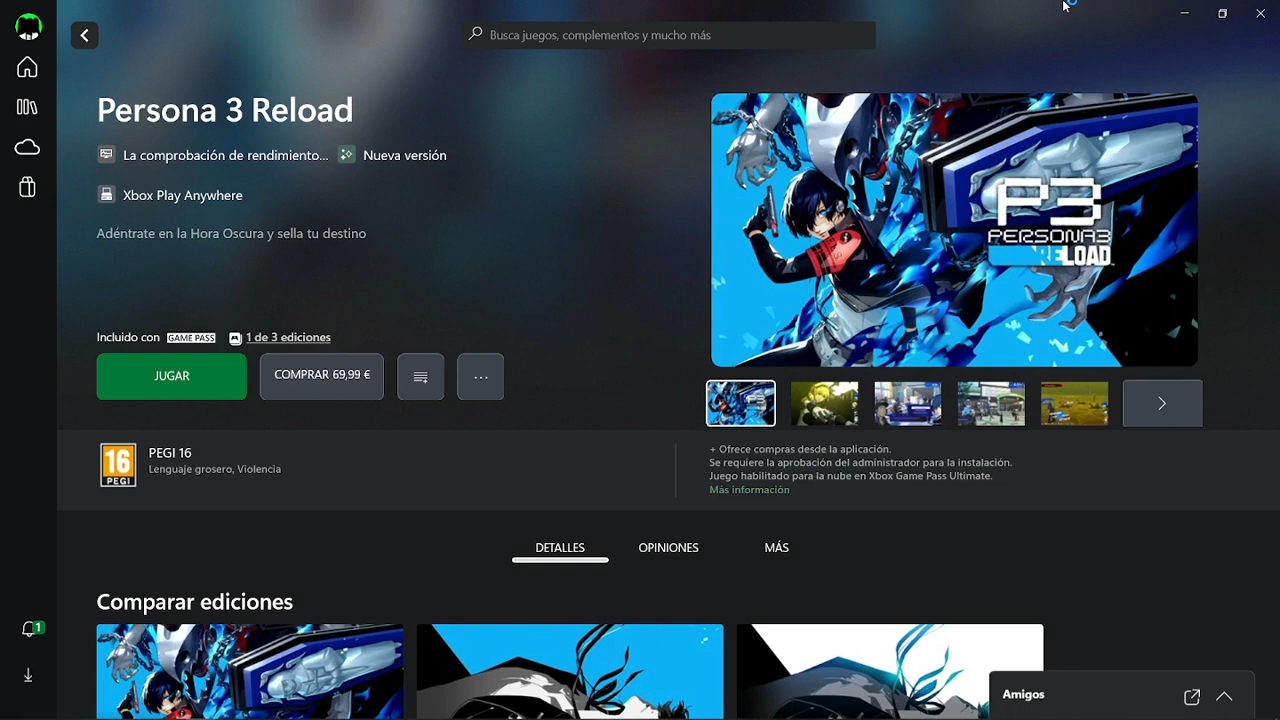 Busca juegos, complementos y mucho más
Persona 3 Reload
La comprobación de rendimiento... Nueva versión
Xbox Play Anywhere
Adéntrate en la Hora Oscura y sella tu destino
P3
PERSONA3
RELOAD
Incluido con GAME PASS 1 de 3 ediciones
JUGAR COMPRAR 69,99 € ...
16
PEGI
PEGI 16
Lenguaje grosero, Violencia
+ Ofrece compras desde la aplicación.
Se requiere la aprobación del administrador para la instalación.
Juego habilitado para la nube en Xbox Game Pass Ultimate.
Más información
DETALLES OPINIONES MÁS
Comparar ediciones
1
Amigos